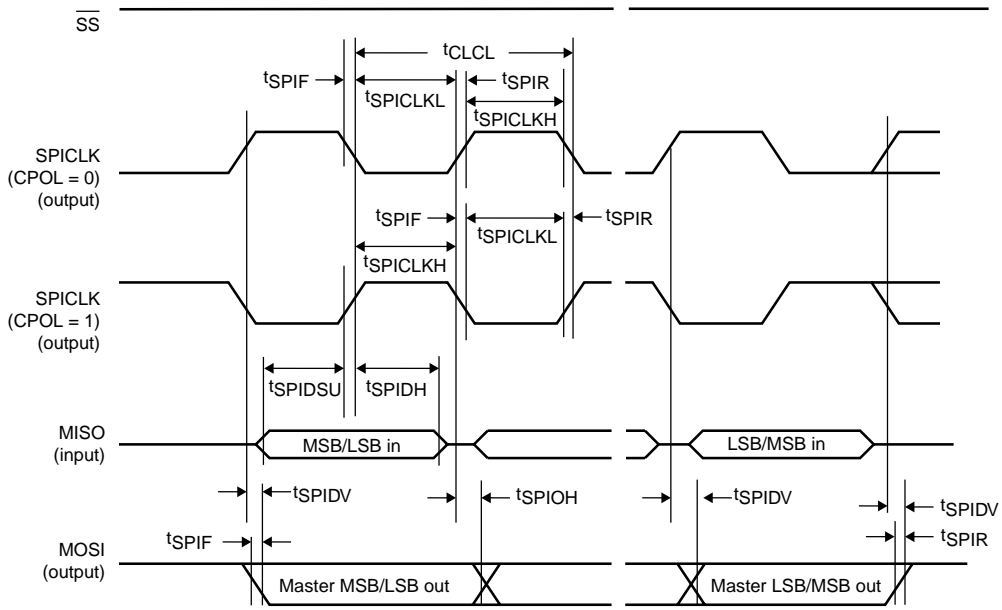 SS
tCLCL
tSPIF
tSPICLKL
tSPIR
tSPICLKH
SPICLK
(CPOL = 0)
(output)
tSPIF
tSPICLKL
tSPIR
tSPICLKH
SPICLK
(CPOL = 1)
(output)
tSPIDSU
tSPIDH
MISO
(input)
MSB/LSB in
LSB/MSB in
tSPIDV
tSPIOH
tSPIDV
tSPIDV
tSPIF
tSPIR
MOSI
(output)
Master MSB/LSB out
Master LSB/MSB out